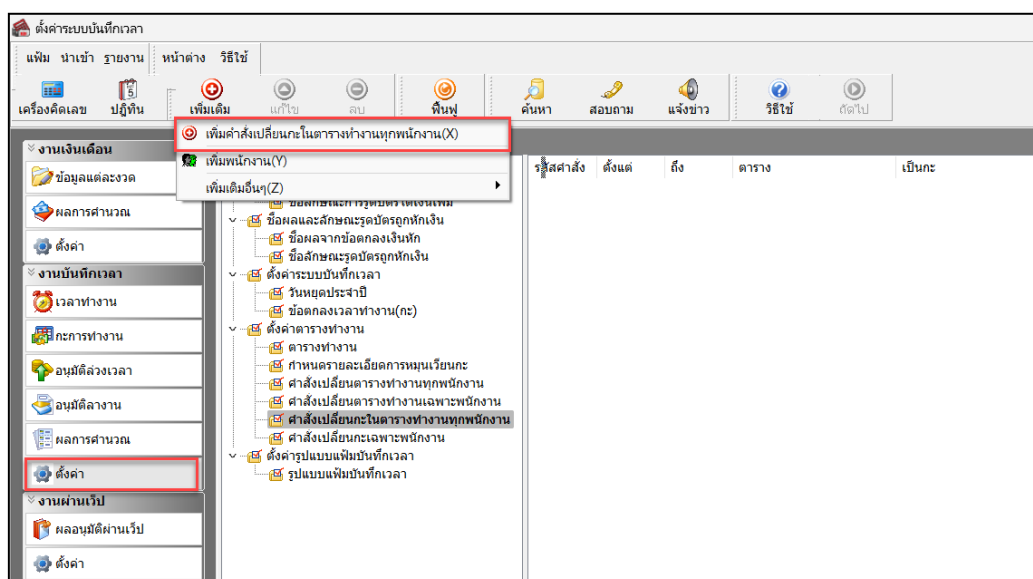 ตั้งค่าระบบบันทึกเวลา
แฟ้ม นำเข้า รายงาน หน้าต่าง วิธีใช้
เครื่องคิดเลข ปฏิทิน เพิ่มเติม แก้ไข ลบ ฟื้นฟู ค้นหา สอบถาม แจ้งข่าว วิธีใช้ ถัดไป
เพิ่มคำสั่งเปลี่ยนกะในตารางทำงานทุกพนักงาน(X)
เพิ่มพนักงาน(Y)
เพิ่มเติมอื่นๆ(Z)
งานเงินเดือน
ข้อมูลแต่ละงวด
ผลการคำนวณ
ตั้งค่า
งานบันทึกเวลา
เวลาทำงาน
กะการทำงาน
อนุมัติล่วงเวลา
อนุมัติลางาน
ผลการคำนวณ
ตั้งค่า
งานผ่านเว็ป
ผลอนุมัติผ่านเว็ป
ตั้งค่า
ชื่อลักษณะการรูดบัตรได้เงินเพิ่ม
ชื่อผลและลักษณะรูดบัตรถูกหักเงิน
ชื่อผลจากข้อตกลงเงินหัก
ชื่อลักษณะรูดบัตรถูกหักเงิน
ตั้งค่าระบบบันทึกเวลา
วันหยุดประจำปี
ข้อตกลงเวลาทำงาน(กะ)
ตั้งค่าตารางทำงาน
ตารางทำงาน
กำหนดรายละเอียดการหมุนเวียนกะ
คำสั่งเปลี่ยนตารางทำงานทุกพนักงาน
คำสั่งเปลี่ยนตารางทำงานเฉพาะพนักงาน
คำสั่งเปลี่ยนกะในตารางทำงานทุกพนักงาน
คำสั่งเปลี่ยนกะเฉพาะพนักงาน
ตั้งค่ารูปแบบแฟ้มบันทึกเวลา
รูปแบบแฟ้มบันทึกเวลา
รหัสคำสั่ง ตั้งแต่ ถึง ตาราง เป็นกะ